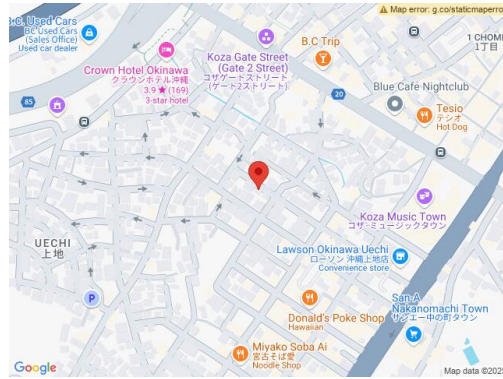 Map error: g.co/staticmaperro
B.C. Used Cars
BC Used Cars
(Sales Office)
Used car dealer
Crown Hotel Okinawa
クラウンホテル沖縄
3.9 ★ (169)
3-star hotel
Koza Gate Street
(Gate 2 Street)
コザゲートストリート
(ゲート2ストリート)
B.C Trip
1 CHOME
1丁目
85
20
Blue Cafe Nightclub
Tesio
テシオ
Hot Dog
Koza Music Town
コザ・ミュージックタウン
UECHI
上地
P
Lawson Okinawa Uechi
ローソン 沖縄上地店
Convenience store
Donald's Poke Shop
Hawaiian
San-A
Nakanomachi Town
サンエー中の町タウン
Miyako Soba Ai
宮古そば愛
Noodle Shop
Google
Map data ©202